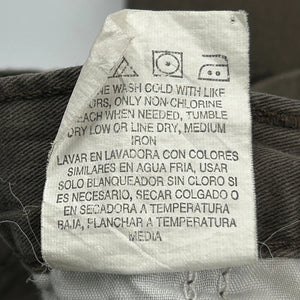 NE WASH COLD WITH LIKE
ORS, ONLY NON-CHLORINE
EACH WHEN NEEDED, TUMBLE
DRY LOW OR LINE DRY, MEDIUM
IRON
LAVAR EN LAVADORA CON COLORES
SIMILARES EN AGUA FRIA, USAR
SOLO BLANQUEADOR SIN CLORO SI
ES NECESARIO, SECAR COLGADO O
EN SECADORA A TEMPERATURA
BAJA, PLANCHAR A TEMPERATURA
MEDIA